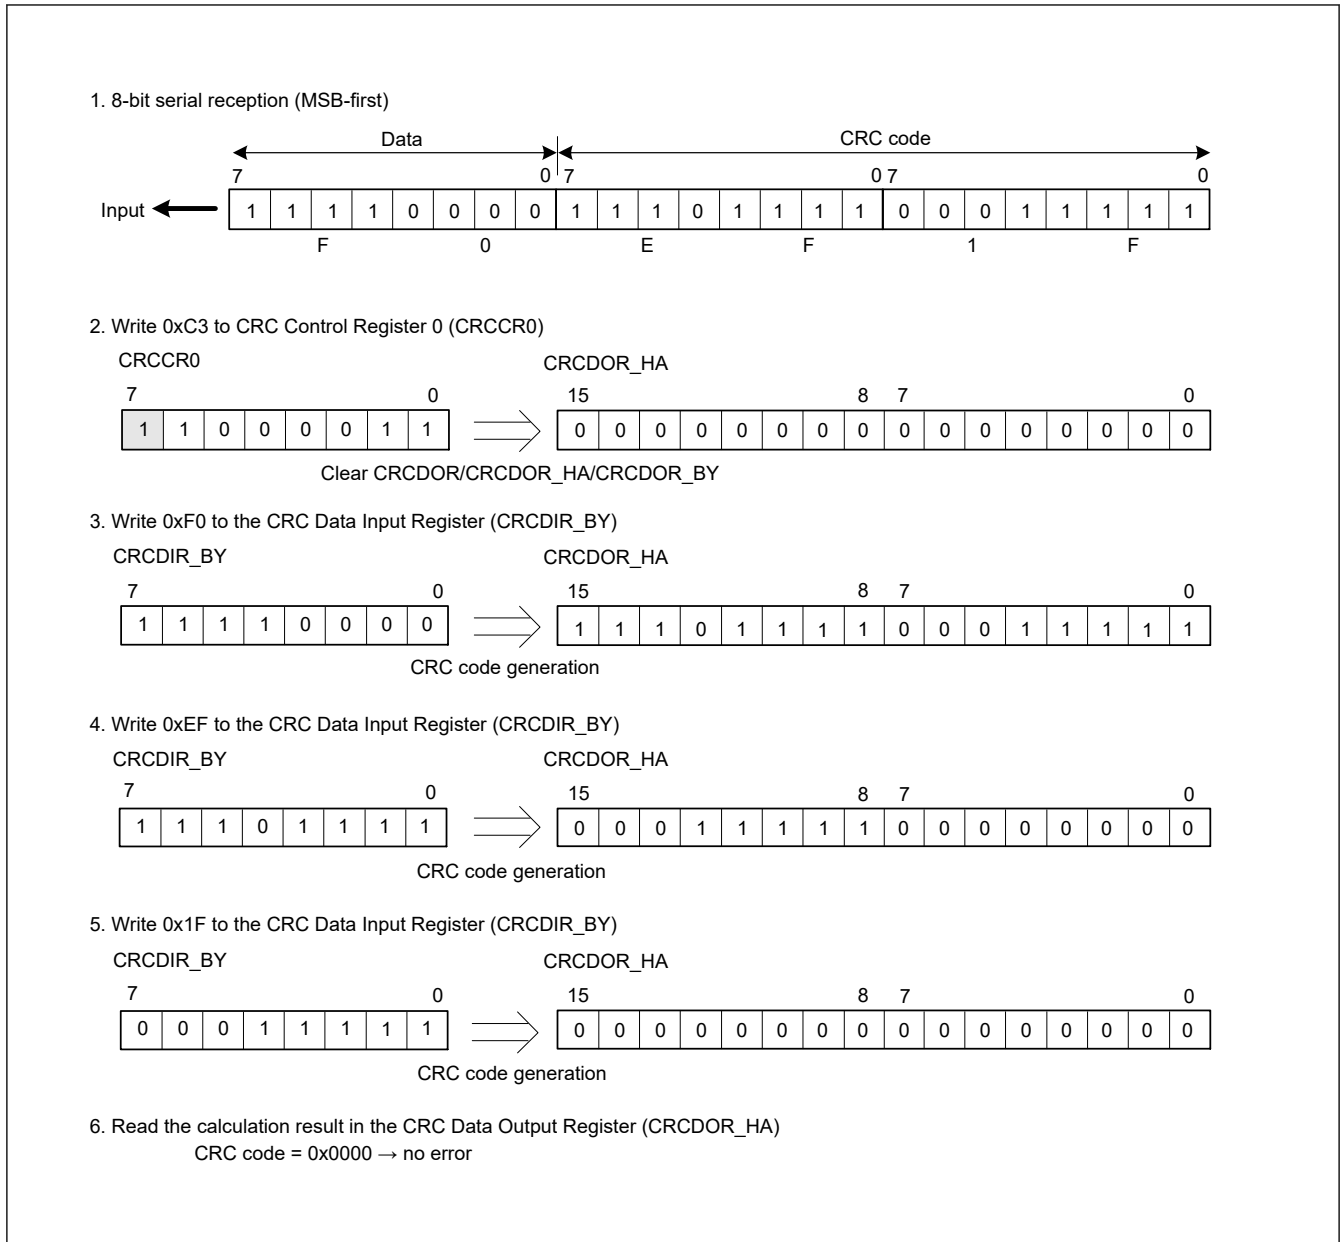 1. 8-bit serial reception (MSB-first)
Data CRC code
7 0 7 0 7 0
Input 1 1 1 1 0 0 0 0 1 1 1 0 1 1 1 1 0 0 0 1 1 1 1 1
F 0 E F 1 F
2. Write 0xC3 to CRC Control Register 0 (CRCCR0)
CRCCR0 CRCDOR_HA
7 0 15 8 7 0
1 1 0 0 0 0 1 1 0 0 0 0 0 0 0 0 0 0 0 0 0 0 0 0
Clear CRCDOR/CRCDOR_HA/CRCDOR_BY
3. Write 0xF0 to the CRC Data Input Register (CRCDIR_BY)
CRCDIR_BY CRCDOR_HA
7 0 15 8 7 0
1 1 1 1 0 0 0 0 1 1 1 0 1 1 1 1 0 0 0 1 1 1 1 1
CRC code generation
4. Write 0xEF to the CRC Data Input Register (CRCDIR_BY)
CRCDIR_BY CRCDOR_HA
7 0 15 8 7 0
1 1 1 0 1 1 1 1 0 0 0 1 1 1 1 1 0 0 0 0 0 0 0 0
CRC code generation
5. Write 0x1F to the CRC Data Input Register (CRCDIR_BY)
CRCDIR_BY CRCDOR_HA
7 0 15 8 7 0
0 0 0 1 1 1 1 1 0 0 0 0 0 0 0 0 0 0 0 0 0 0 0 0
CRC code generation
6. Read the calculation result in the CRC Data Output Register (CRCDOR_HA)
CRC code = 0x0000 → no error